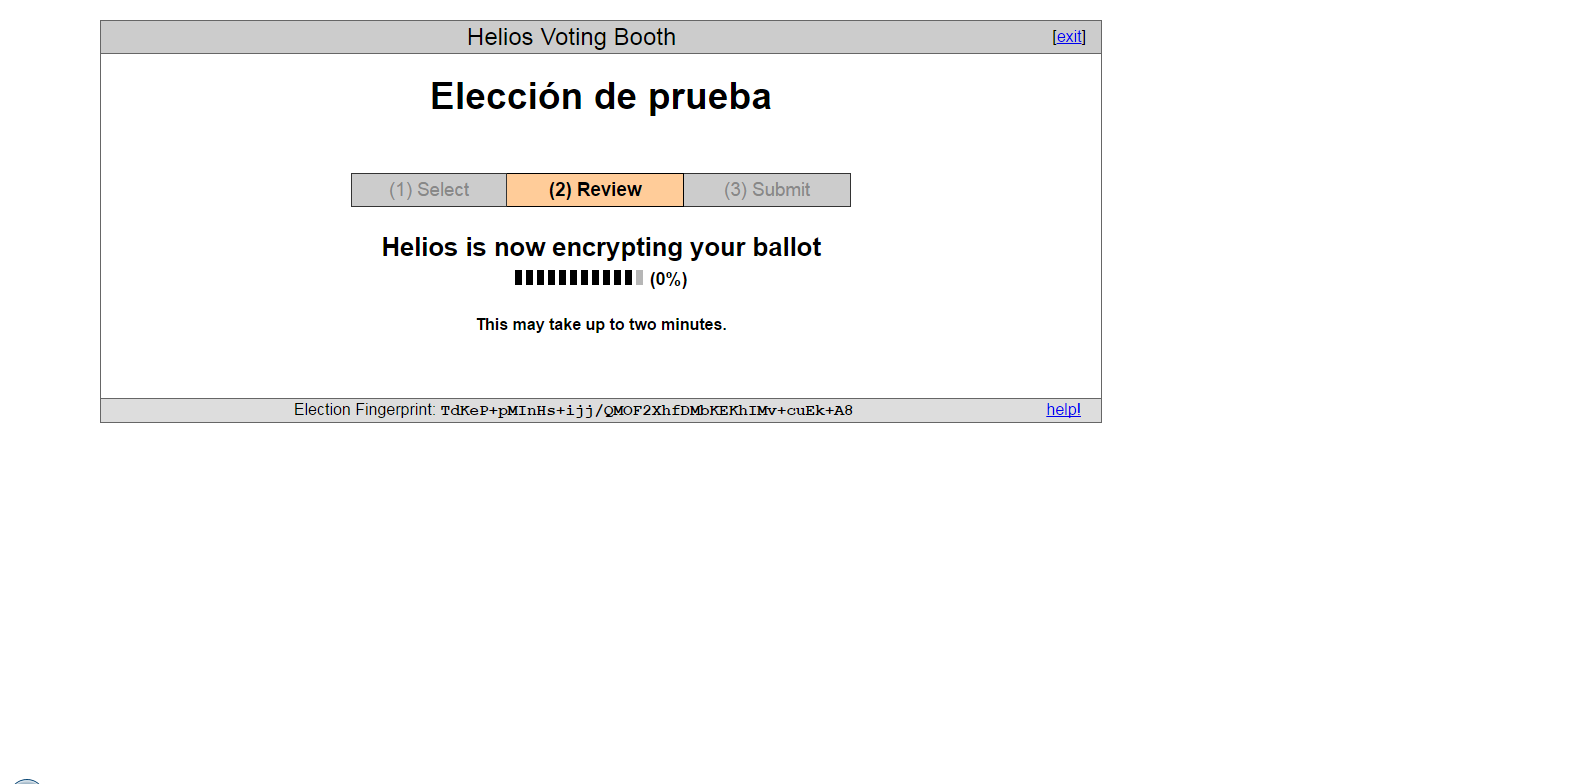 Helios Voting Booth [exit]
Elección de prueba
(1) Select (2) Review (3) Submit
Helios is now encrypting your ballot
(0%)
This may take up to two minutes.
Election Fingerprint: TdKeP+pMInHs+ijj/QMOF2XhfDMbKEKhIMv+cuEk+A8 help!